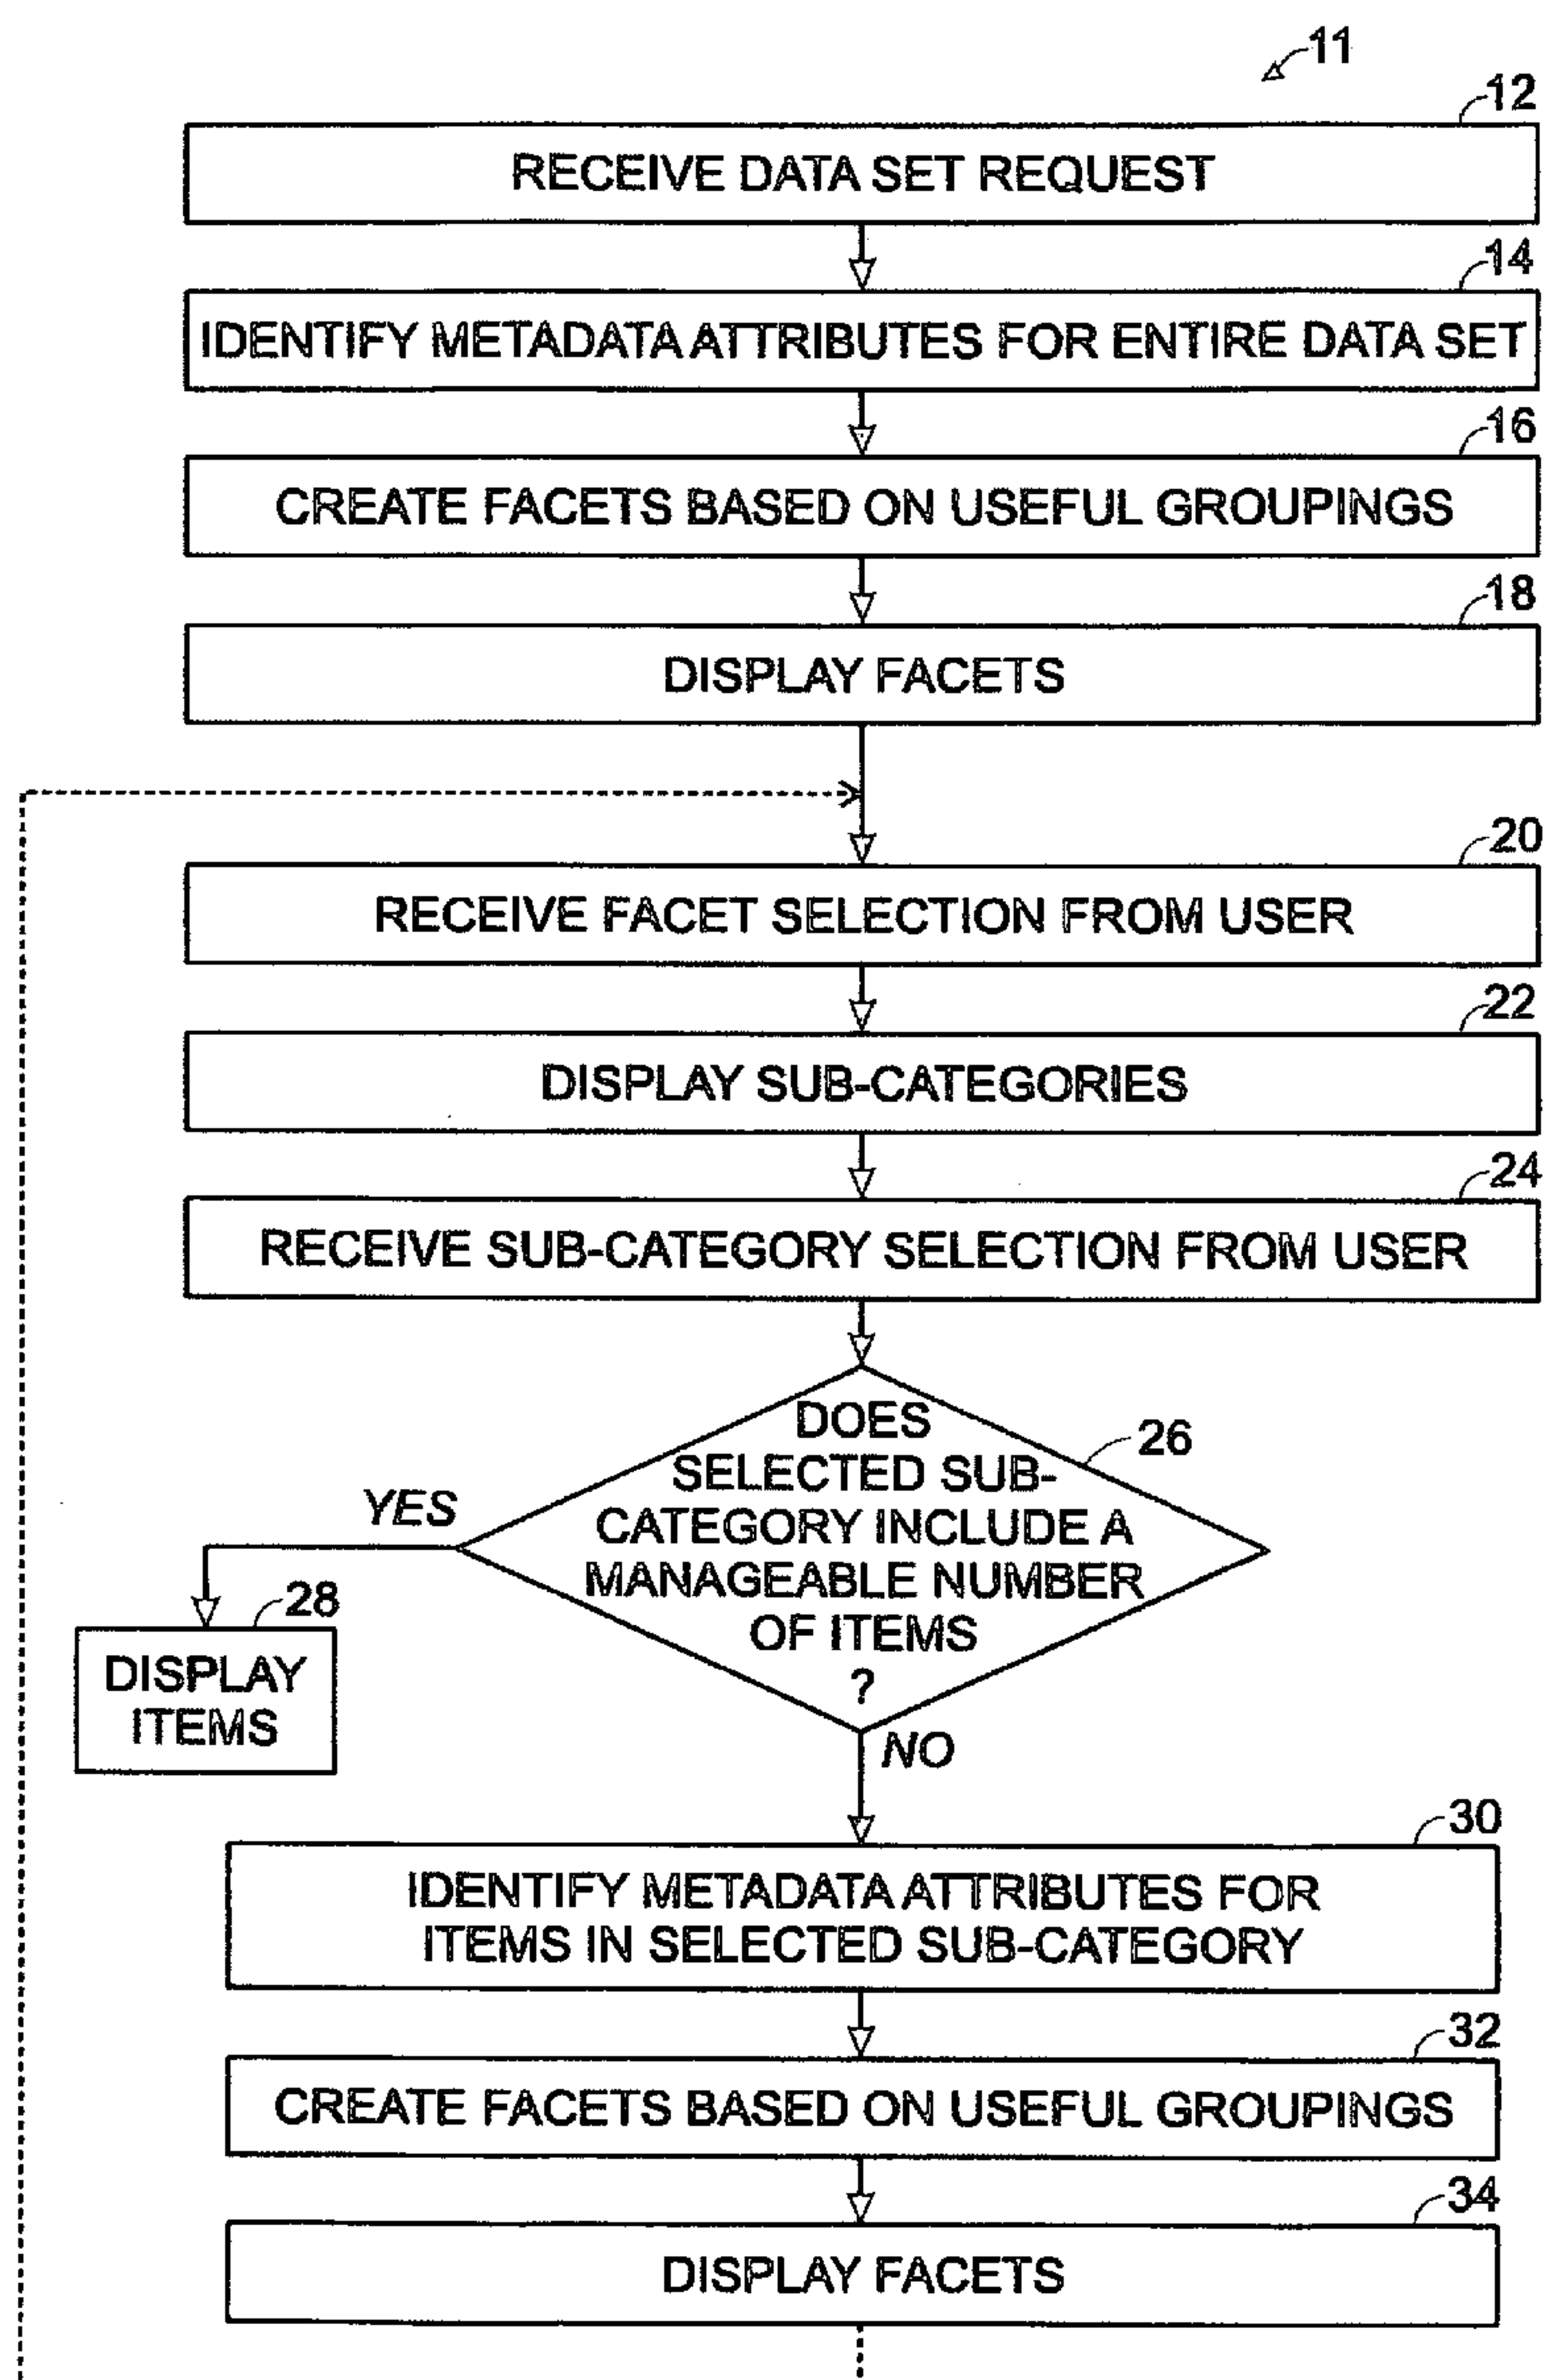 11
12
RECEIVE DATA SET REQUEST
14
IDENTIFY METADATA ATTRIBUTES FOR ENTIRE DATA SET
16
CREATE FACETS BASED ON USEFUL GROUPINGS
18
DISPLAY FACETS
20
RECEIVE FACET SELECTION FROM USER
22
DISPLAY SUB-CATEGORIES
24
RECEIVE SUB-CATEGORY SELECTION FROM USER
26
DOES
SELECTED SUB-
CATEGORY INCLUDE A
MANAGEABLE NUMBER
OF ITEMS
?
YES
28
DISPLAY
ITEMS
NO
30
IDENTIFY METADATA ATTRIBUTES FOR
ITEMS IN SELECTED SUB-CATEGORY
32
CREATE FACETS BASED ON USEFUL GROUPINGS
34
DISPLAY FACETS